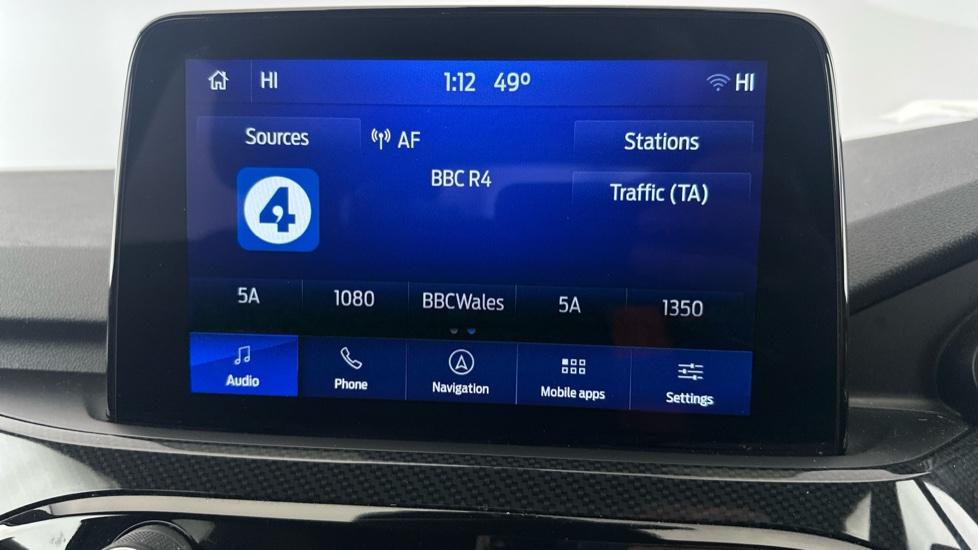 HI 1:12 49° HI
Sources AF Stations
BBC R4
Traffic (TA)
4
5A 1080 BBCWales 5A 1350
Audio Phone Navigation Mobile apps Settings